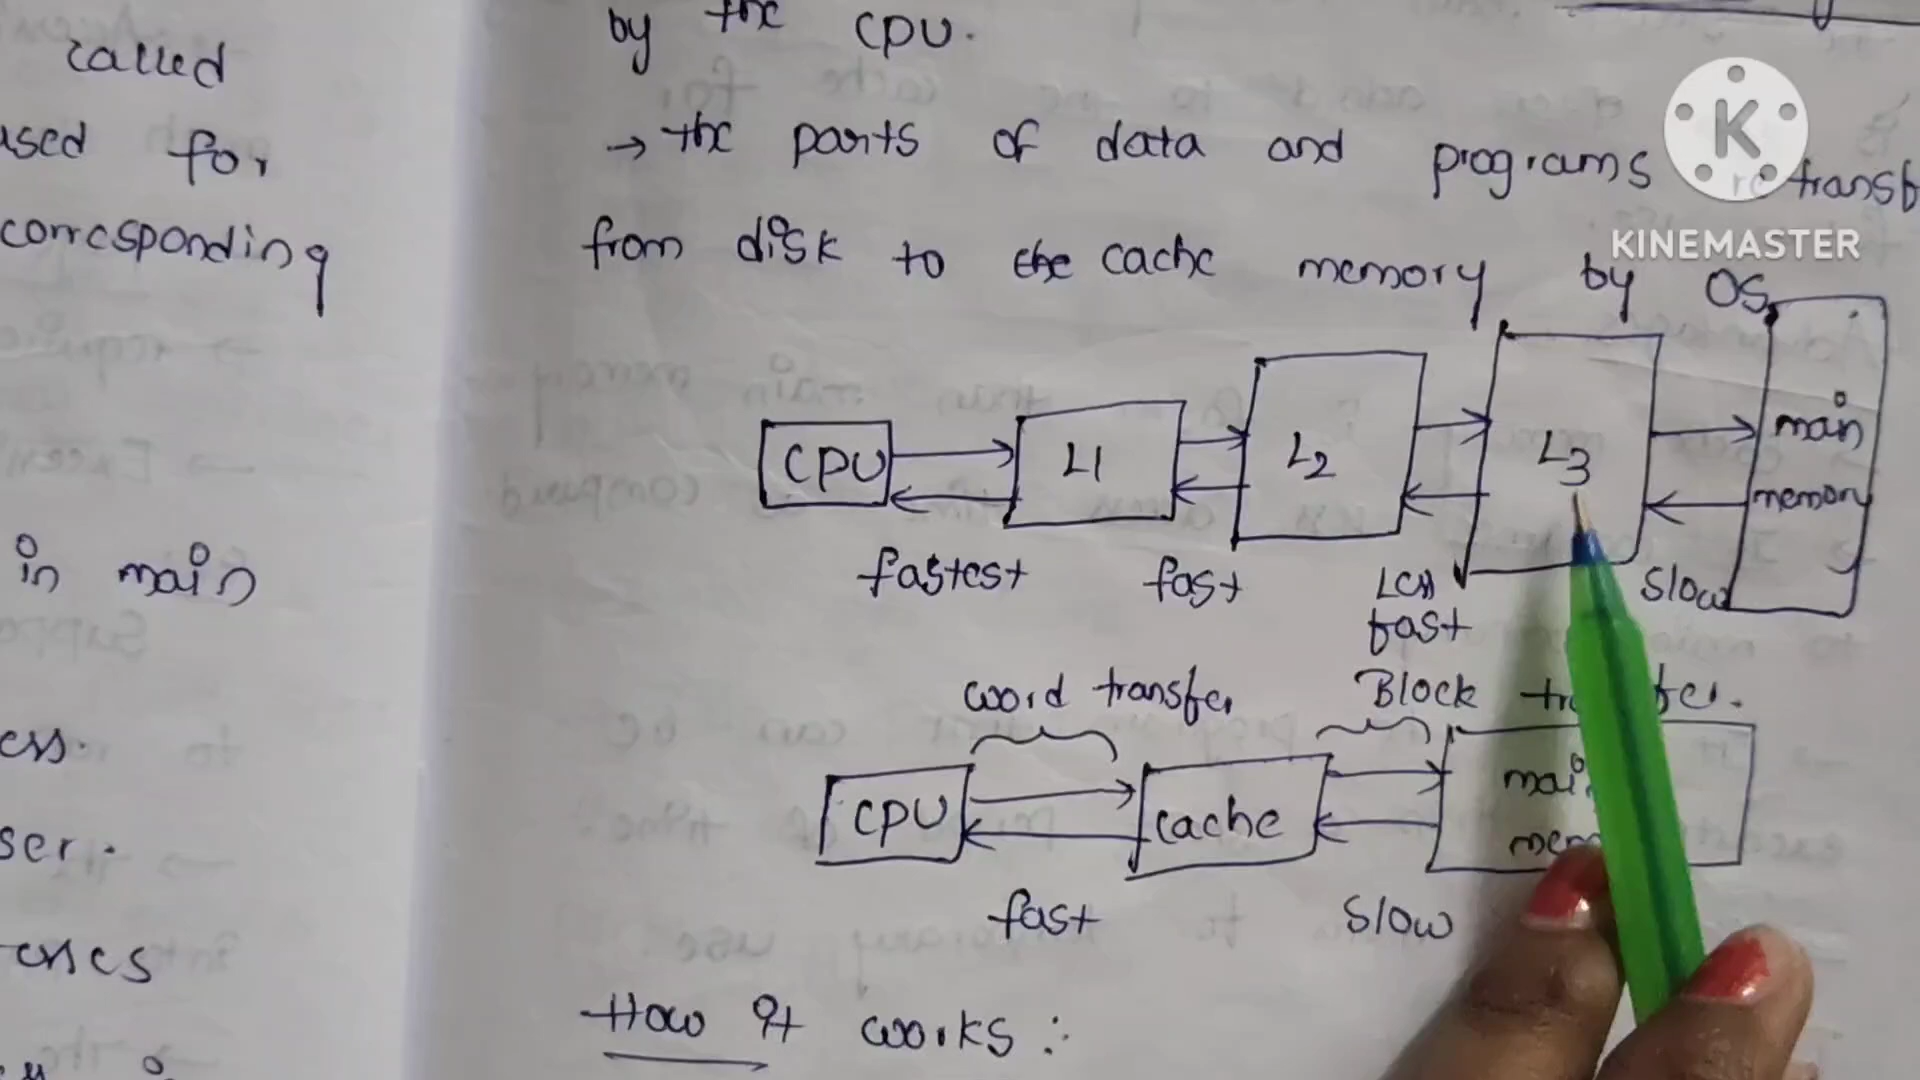 called
used for
corresponding
in main
ess.
ser.
by the CPU.
→ the parts of data and programs transf
from disk to the cache memory by OS
CPU L1 L2 L3 main memory
fastest fast Less fast slow
word transfer Block
CPU cache main
fast slow
How it works :
K
KINEMASTER